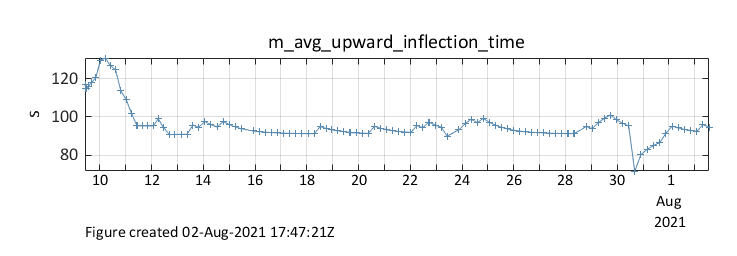 m_avg_upward_inflection_time
120
100
80
s
10 12 14 16 18 20 22 24 26 28 30 1
Aug
2021
Figure created 02-Aug-2021 17:47:21Z